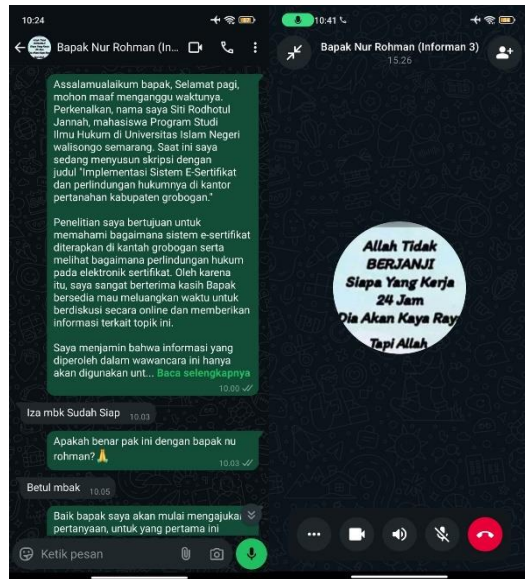 10:24
Bapak Nur Rohman (In...
Assalamualaikum bapak, Selamat pagi,
mohon maaf menganggu waktunya.
Perkenalkan, nama saya Siti Rodhotul
Jannah, mahasiswa Program Studi
Ilmu Hukum di Universitas Islam Negeri
walisongo semarang. Saat ini saya
sedang menyusun skripsi dengan
judul "Implementasi Sistem E-Sertifikat
dan perlindungan hukumnya di kantor
pertanahan kabupaten grobogan."
Penelitian saya bertujuan untuk
memahami bagaimana sistem e-sertifikat
diterapkan di kantah grobogan serta
melihat bagaimana perlindungan hukum
pada elektronik sertifikat. Oleh karena
itu, saya sangat berterima kasih Bapak
bersedia mau meluangkan waktu untuk
berdiskusi secara online dan memberikan
informasi terkait topik ini.
Saya menjamin bahwa informasi yang
diperoleh dalam wawancara ini hanya
akan digunakan unt... Baca selengkapnya
10.00
Iza mbk Sudah Siap 10.03
Apakah benar pak ini dengan bapak nu
rohman?🙏
10.03
Betul mbak 10.05
Baik bapak saya akan mulai mengajukai
pertanyaan, untuk yang pertama ini
Ketik pesan
10:41
Bapak Nur Rohman (Informan 3)
15.26
Allah Tidak
BERJANJI
Siapa Yang Kerja
24 Jam
Dia Akan Kaya Ray
Tapi Allah